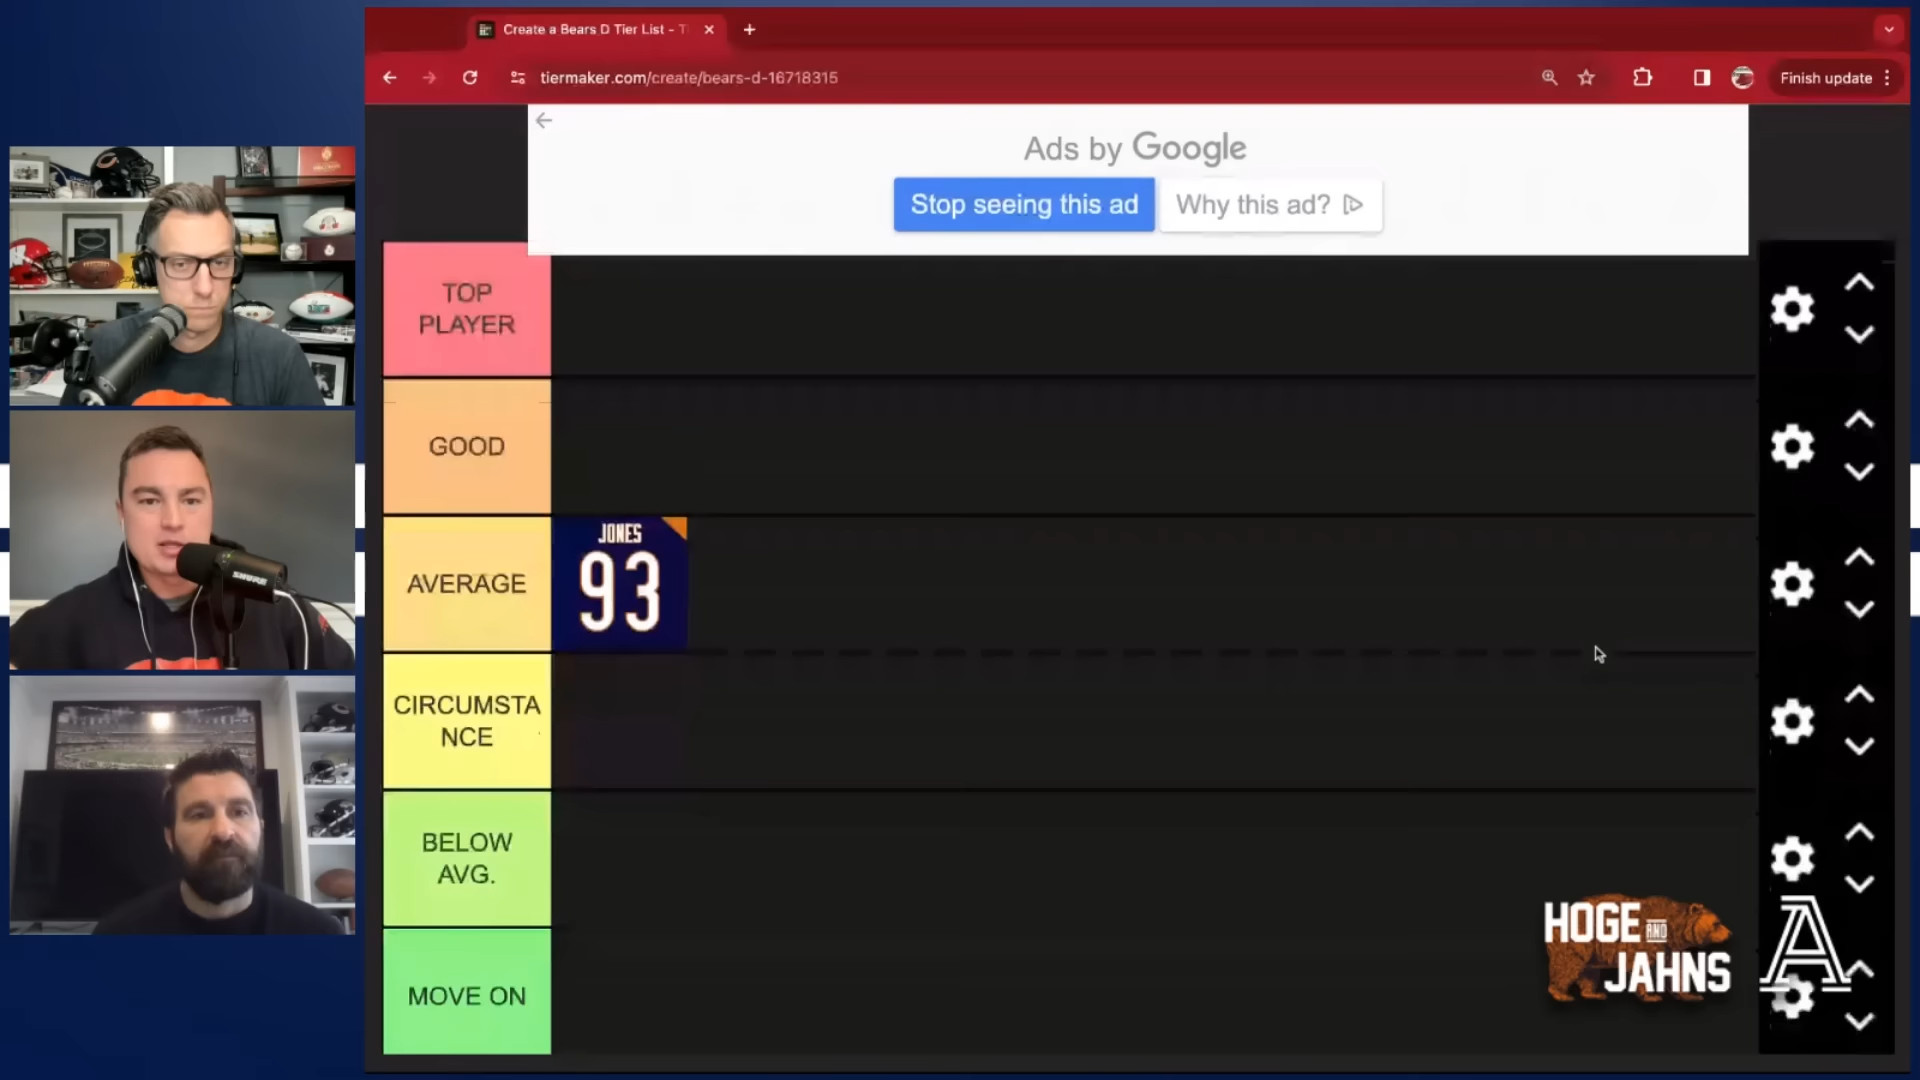 Create a Bears D Tier List - T
tiermaker.com/create/bears-d-16718315
Finish update
Ads by Google
Stop seeing this ad
Why this ad?
TOP
PLAYER
GOOD
AVERAGE
JONES
93
CIRCUMSTA
NCE
BELOW
AVG.
MOVE ON
SHURE
HOGE AND
JAHNS
A